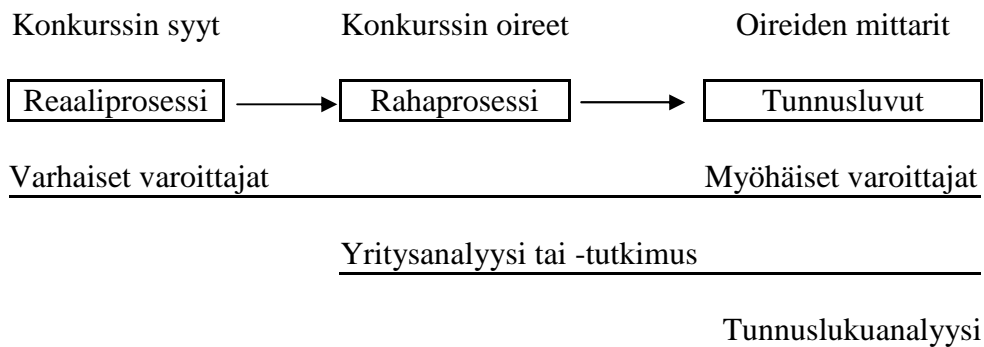 Konkurssin syyt Konkurssin oireet Oireiden mittarit
Reaaliprosessi Rahaprosessi Tunnusluvut
Varhaiset varoittajat Myöhäiset varoittajat
Yritysanalyysi tai -tutkimus
Tunnuslukuanalyysi